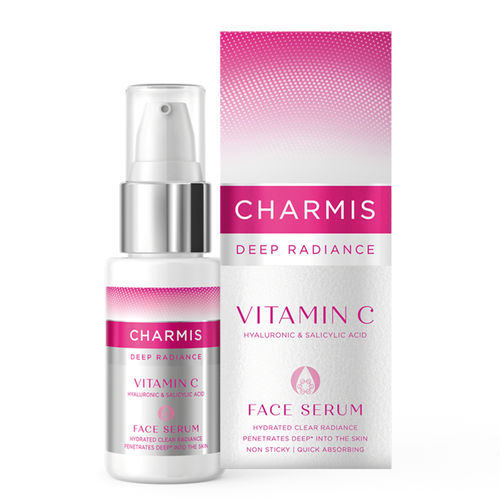 CHARMIS
DEEP RADIANCE
VITAMIN C
HYALURONIC & SALICYLIC ACID
FACE SERUM
HYDRATED CLEAR RADIANCE
PENETRATES DEEP* INTO THE SKIN
CHARMIS
DEEP RADIANCE
VITAMIN C
HYALURONIC & SALICYLIC ACID
FACE SERUM
HYDRATED CLEAR RADIANCE
PENETRATES DEEP* INTO THE SKIN
NON STICKY | QUICK ABSORBING